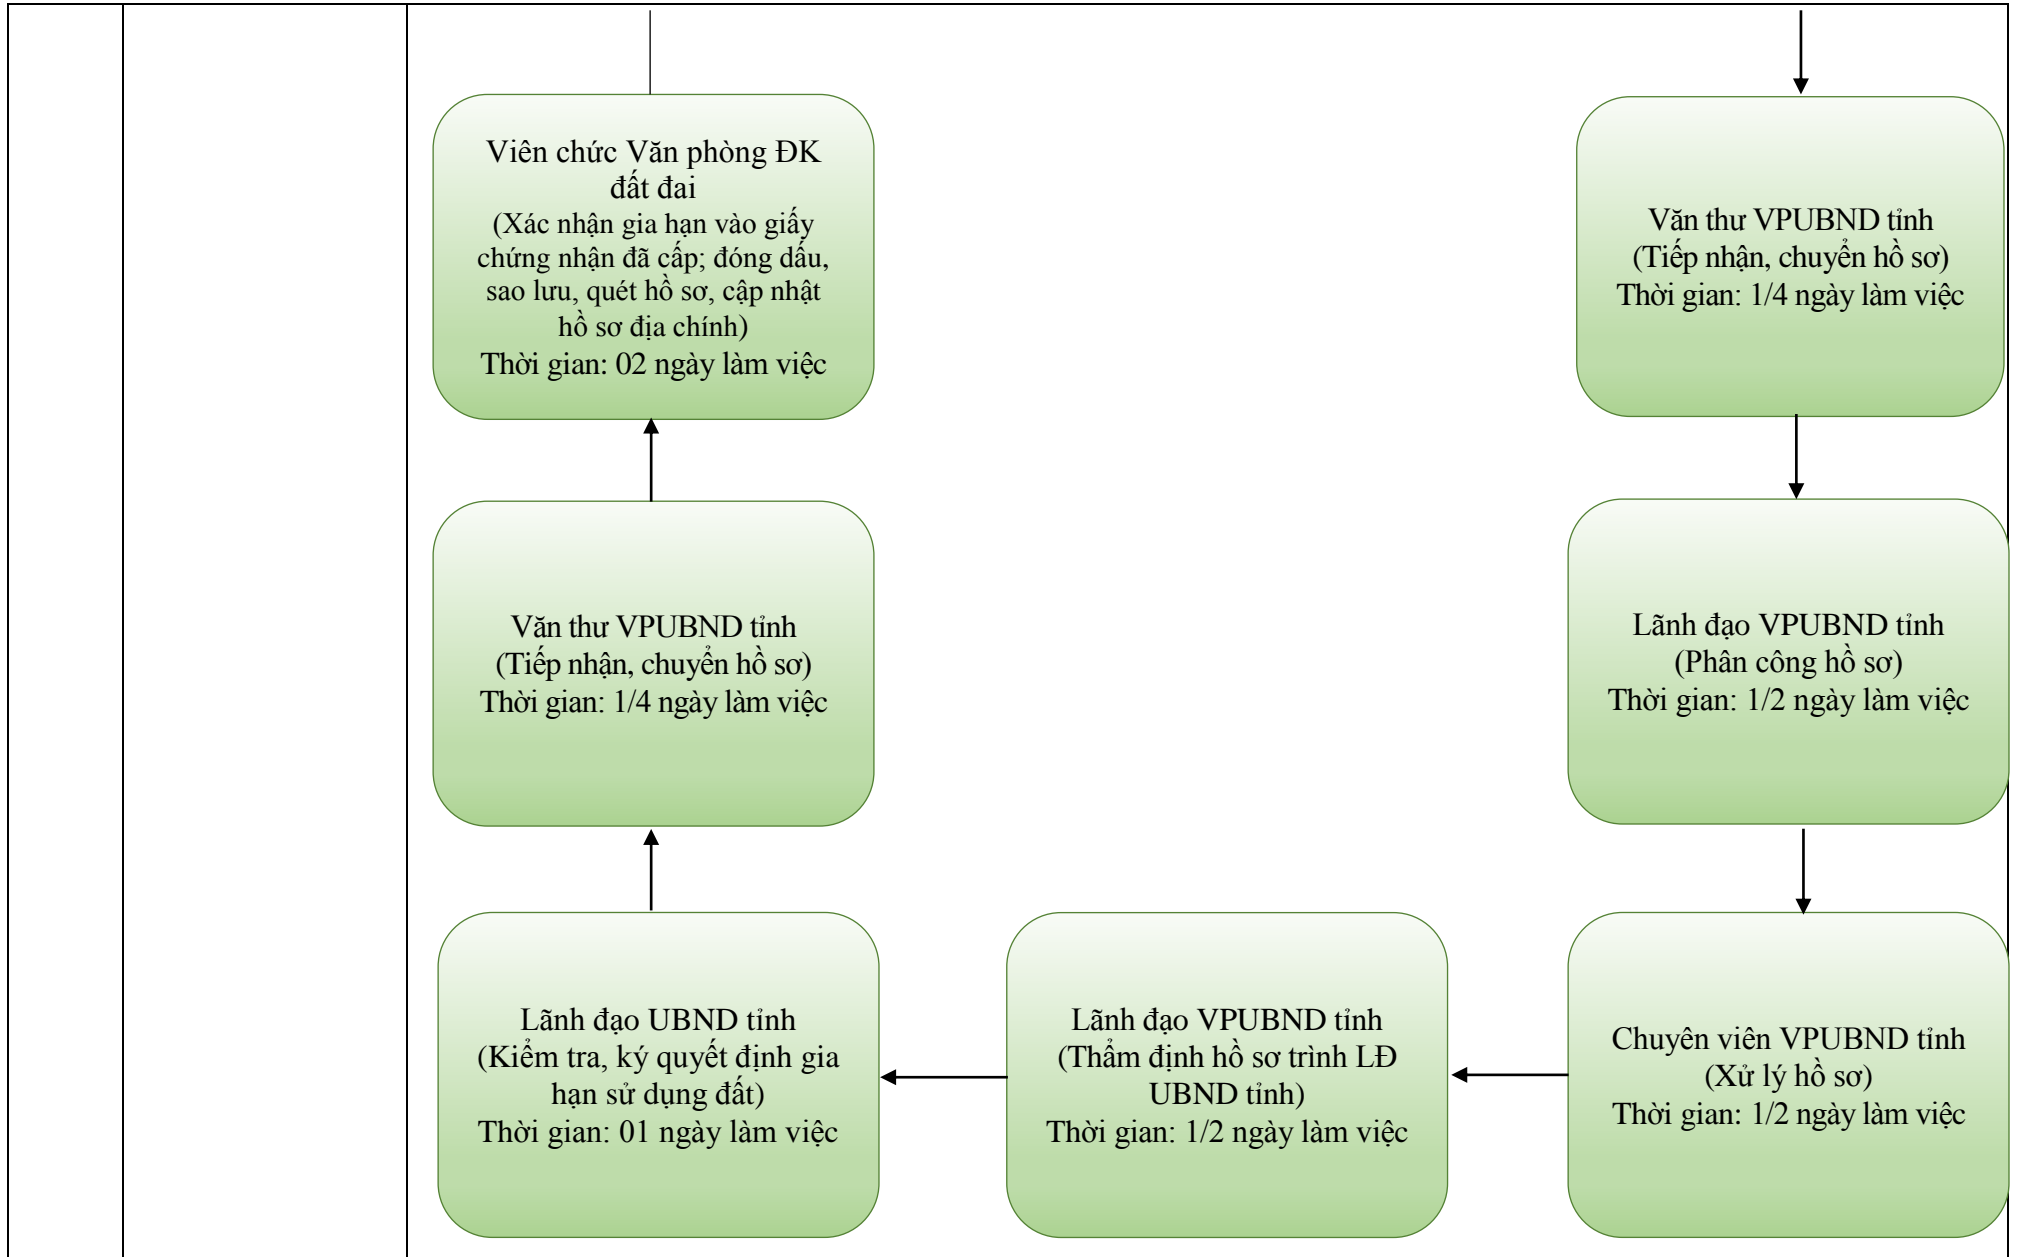 Viên chức Văn phòng ĐK
đất đai
(Xác nhận gia hạn vào giấy
chứng nhận đã cấp; đóng dấu,
sao lưu, quét hồ sơ, cập nhật
hồ sơ địa chính)
Thời gian: 02 ngày làm việc
Văn thư VPUBND tỉnh
(Tiếp nhận, chuyển hồ sơ)
Thời gian: 1/4 ngày làm việc
Văn thư VPUBND tỉnh
(Tiếp nhận, chuyển hồ sơ)
Thời gian: 1/4 ngày làm việc
Lãnh đạo VPUBND tỉnh
(Phân công hồ sơ)
Thời gian: 1/2 ngày làm việc
Lãnh đạo UBND tỉnh
(Kiểm tra, ký quyết định gia
hạn sử dụng đất)
Thời gian: 01 ngày làm việc
Lãnh đạo VPUBND tỉnh
(Thẩm định hồ sơ trình LĐ
UBND tỉnh)
Thời gian: 1/2 ngày làm việc
Chuyên viên VPUBND tỉnh
(Xử lý hồ sơ)
Thời gian: 1/2 ngày làm việc